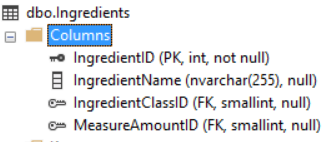 dbo.Ingredients
Columns
IngredientID (PK, int, not null)
IngredientName (nvarchar(255), null)
IngredientClassID (FK, smallint, null)
MeasureAmountID (FK, smallint, null)